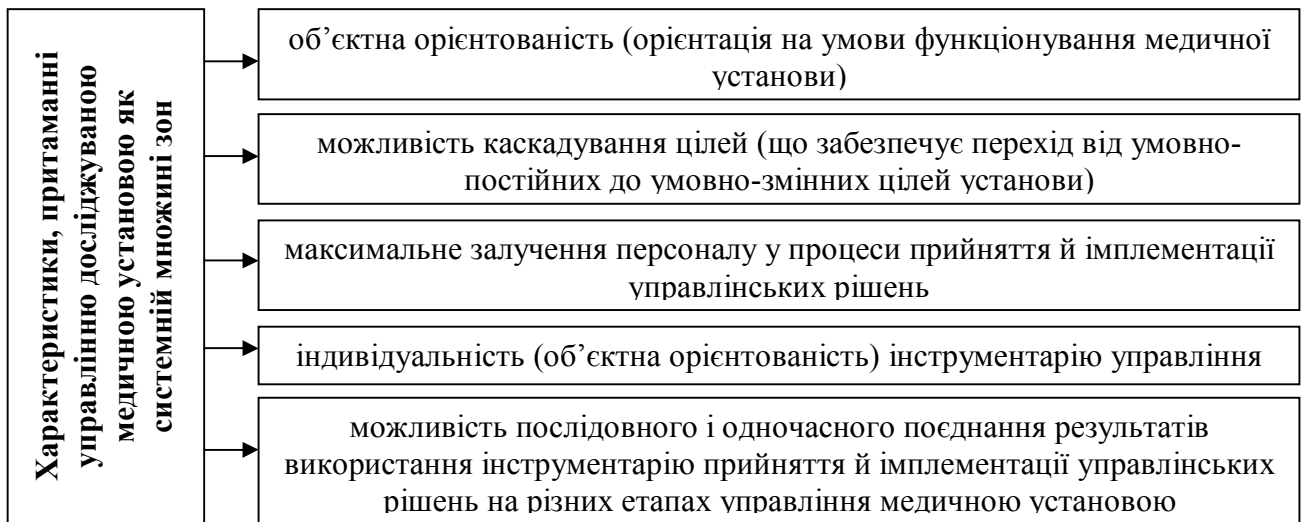 Характеристики, притаманні
управлінню досліджуваною
медичною установою як
системній множині зон
об’єктна орієнтованість (орієнтація на умови функціонування медичної
установи)
можливість каскадування цілей (що забезпечує перехід від умовно-
постійних до умовно-змінних цілей установи)
максимальне залучення персоналу у процеси прийняття й імплементації
управлінських рішень
індивідуальність (об’єктна орієнтованість) інструментарію управління
можливість послідовного і одночасного поєднання результатів
використання інструментарію прийняття й імплементації управлінських
рішень на різних етапах управління медичною установою